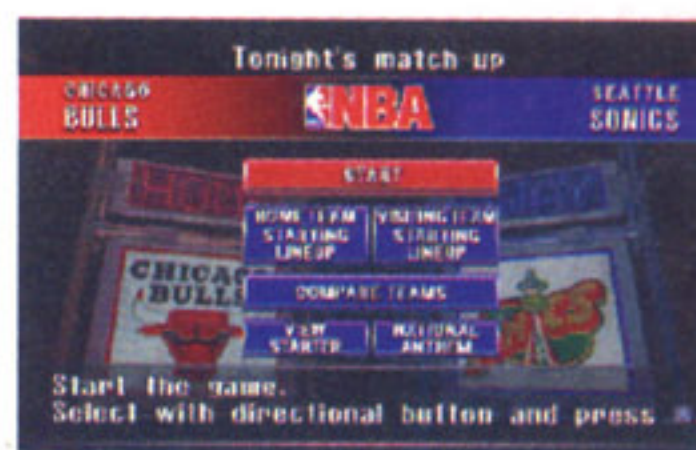 Tonight's match-up
CHICAGO
BULLS
NBA
SEATTLE
SONICS
START
HOME TEAM
STARTING
LINEUP
VISITING TEAM
STARTING
LINEUP
COMPARE TEAMS
VIEW
STARTER
NATIONAL
ANTHEM
CHICAGO
BULLS
Start the game.
Select with directional button and press